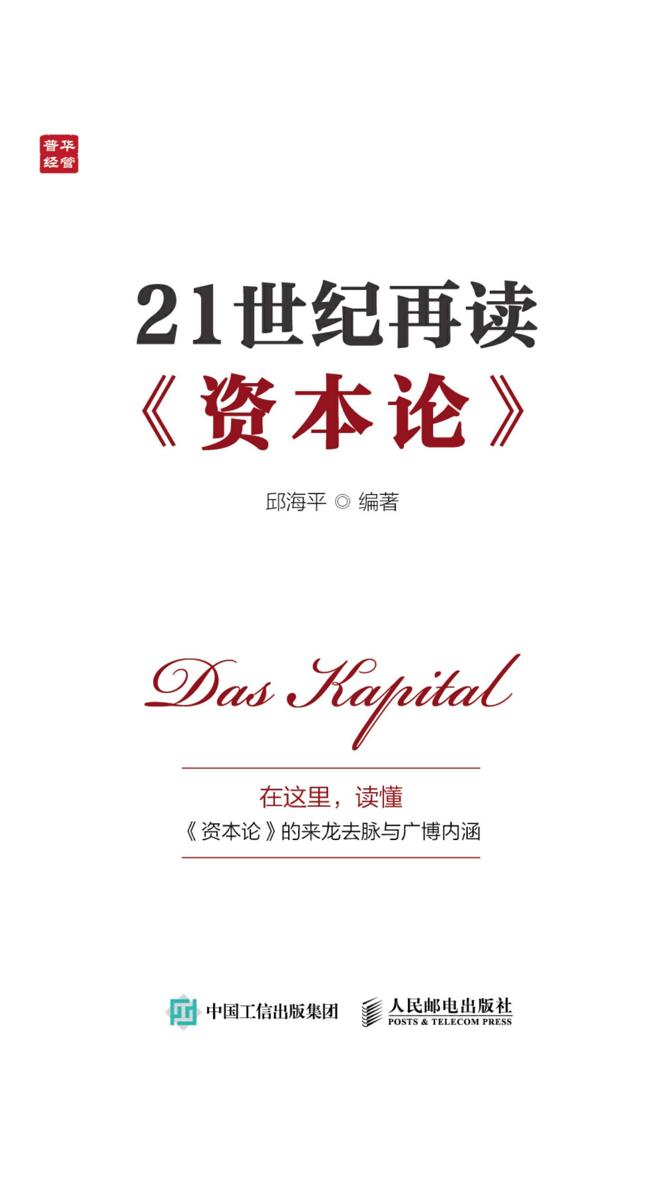 普华
经管
21世纪再读
《资本论》
邱海平 ◎ 编著
Das Kapital
在这里，读懂
《资本论》的来龙去脉与广博内涵
中国工信出版集团 人民邮电出版社
POSTS & TELECOM PRESS